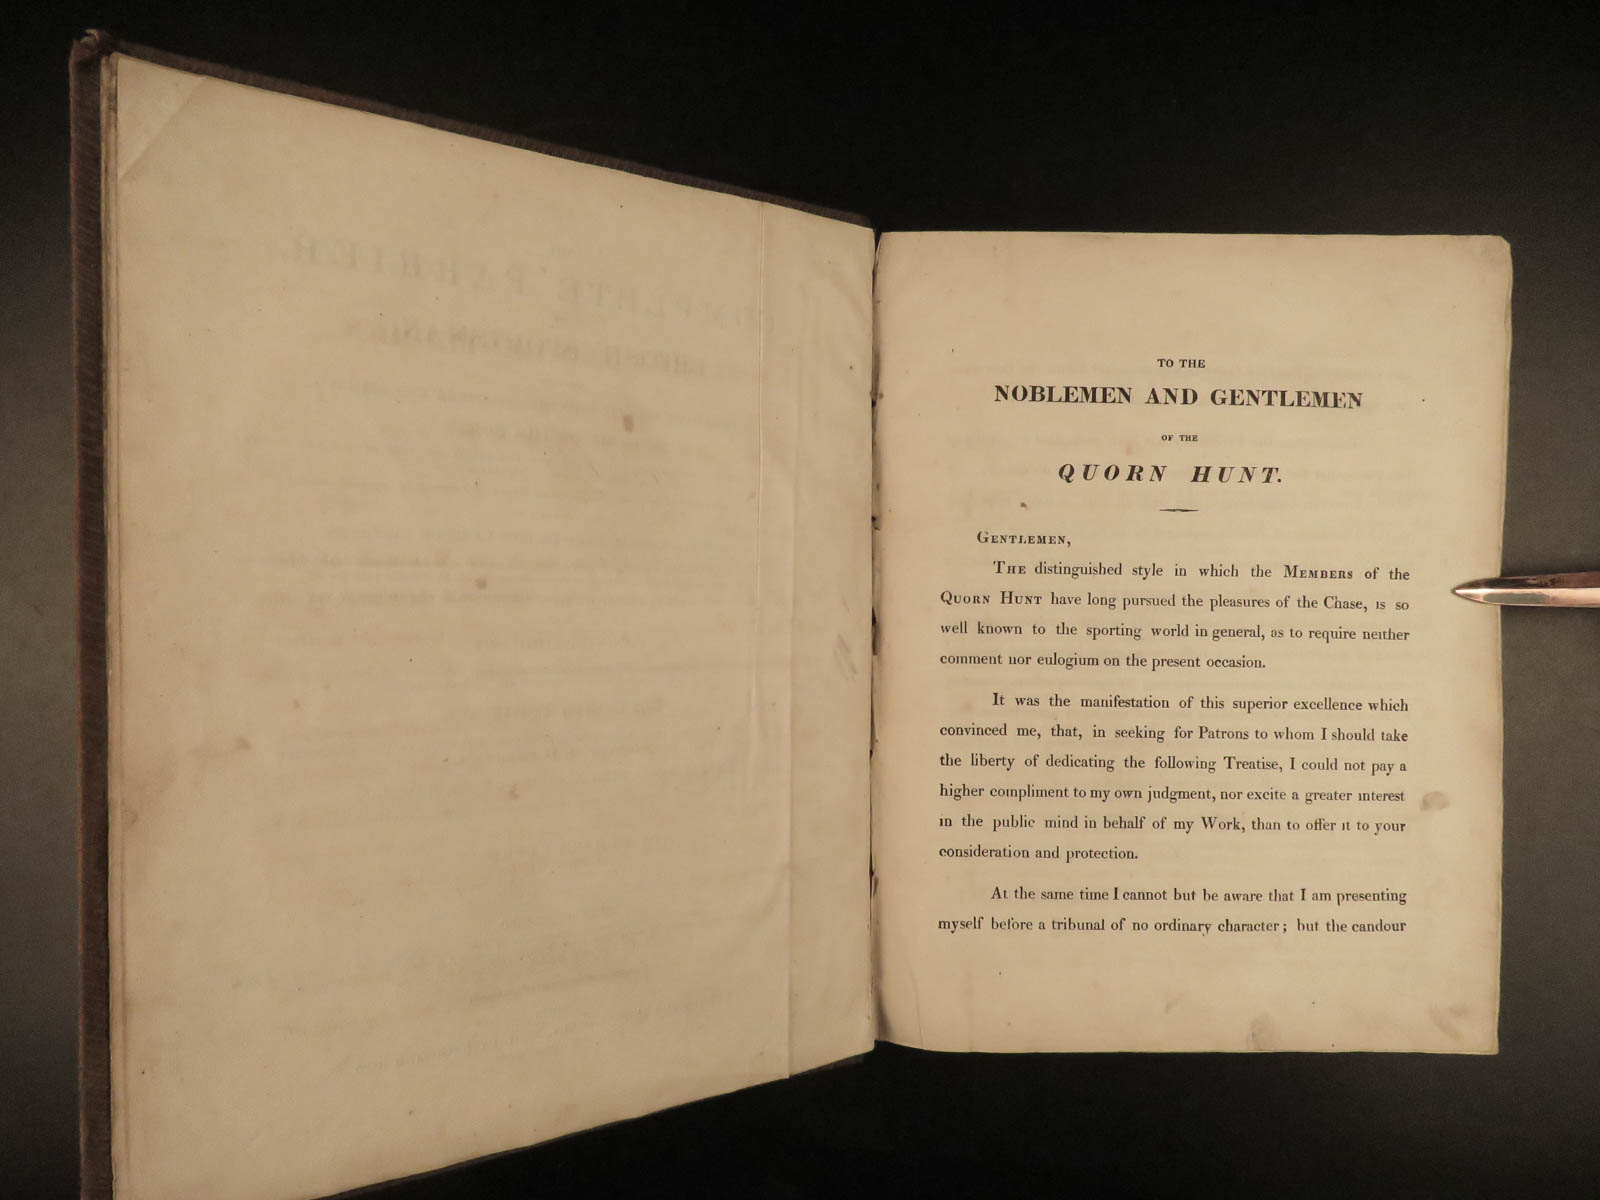 TO THE
NOBLEMEN AND GENTLEMEN
OF THE
QUORN HUNT.
GENTLEMEN,
THE distinguished style in which the MEMBERS of the
QUORN HUNT have long pursued the pleasures of the Chase, is so
well known to the sporting world in general, as to require neither
comment nor eulogium on the present occasion.
It was the manifestation of this superior excellence which
convinced me, that, in seeking for Patrons to whom I should take
the liberty of dedicating the following Treatise, I could not pay a
higher compliment to my own judgment, nor excite a greater interest
in the public mind in behalf of my Work, than to offer it to your
consideration and protection.
At the same time I cannot but be aware that I am presenting
myself before a tribunal of no ordinary character; but the candour